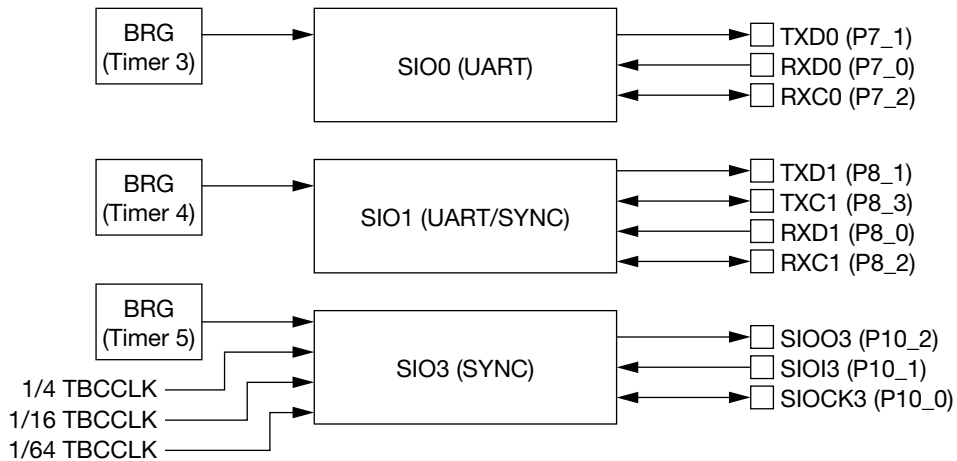 BRG
(Timer 3)
SIO0 (UART)
TXD0 (P7_1)
RXD0 (P7_0)
RXC0 (P7_2)
BRG
(Timer 4)
SIO1 (UART/SYNC)
TXD1 (P8_1)
TXC1 (P8_3)
RXD1 (P8_0)
RXC1 (P8_2)
BRG
(Timer 5)
1/4 TBCCLK
1/16 TBCCLK
1/64 TBCCLK
SIO3 (SYNC)
SIOO3 (P10_2)
SIOI3 (P10_1)
SIOCK3 (P10_0)